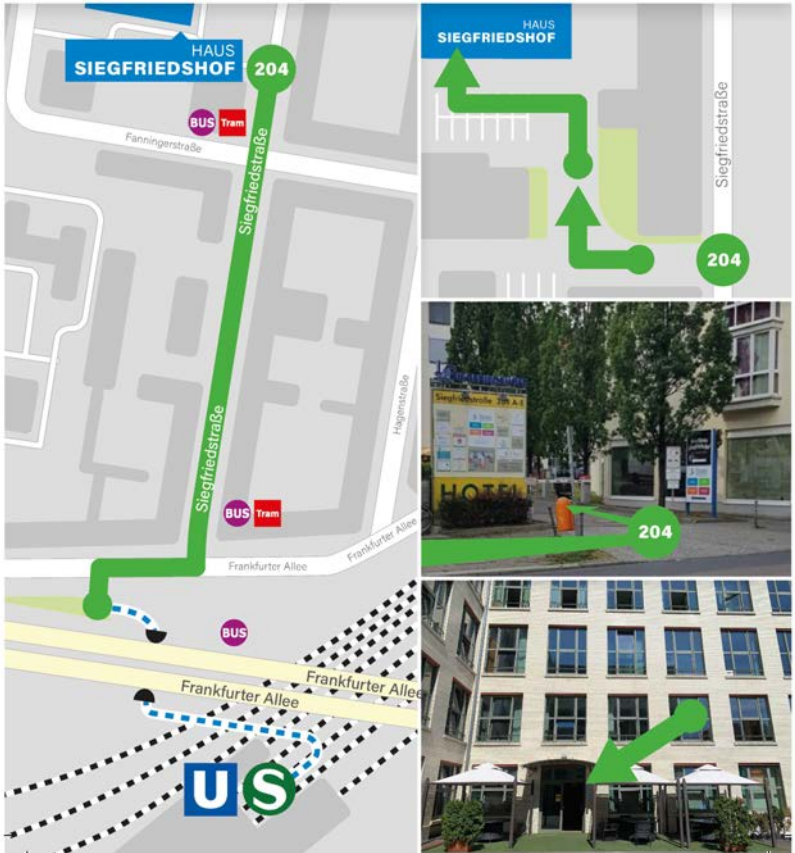 HAUS
SIEGFRIEDSHOF
204
BUS Tram
Fanningerstraße
Siegfriedstraße
Siegfriedstraße
Hagenstraße
BUS Tram
Frankfurter Allee
Frankfurter Allee
BUS
Frankfurter Allee
Frankfurter Allee
U S
HAUS
SIEGFRIEDSHOF
Siegfriedstraße
204
HOTEL
204